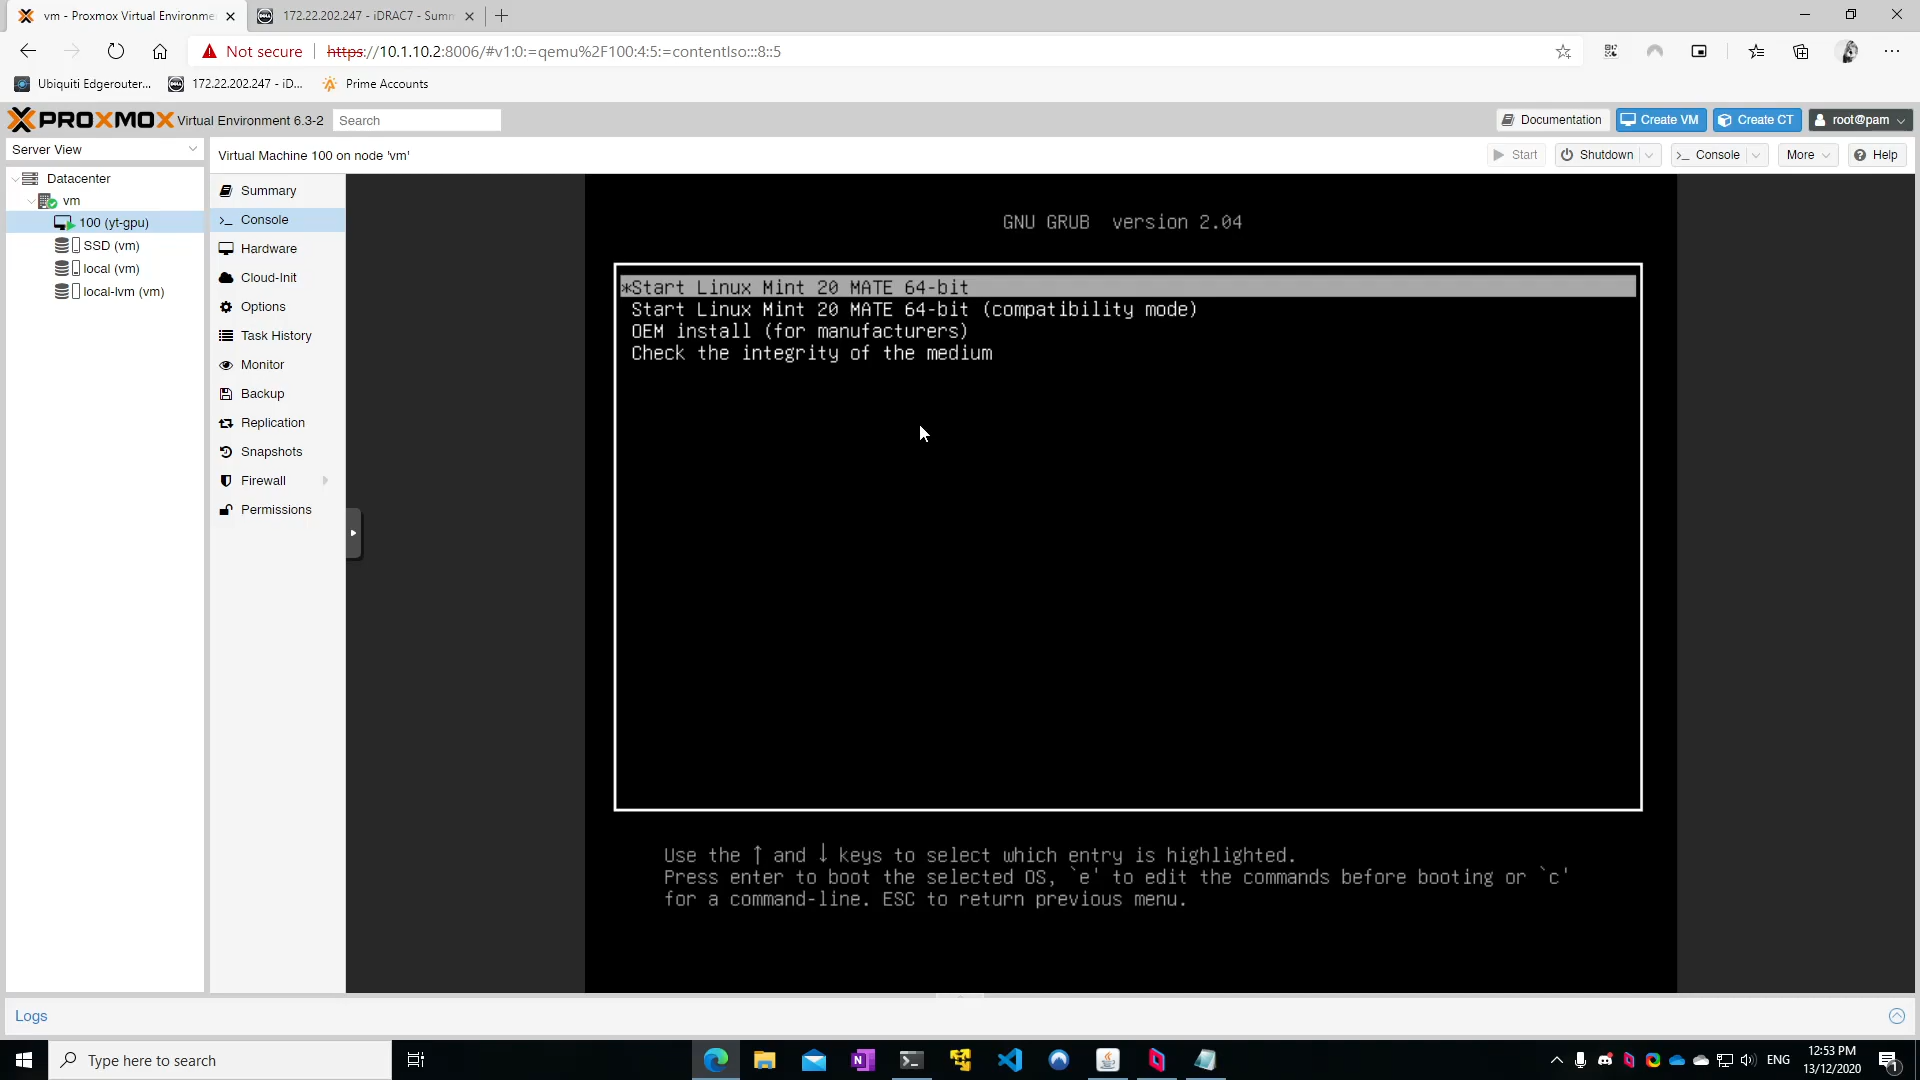 vm - Proxmox Virtual Environme
172.22.202.247 - iDRAC7 - Summ
Not secure
https://10.1.10.2:8006/#v1:0:=qemu%2F100:4:5:=contentIso:::8::5
Ubiquiti Edgerouter...
172.22.202.247 - iD...
Prime Accounts
PROXMOX Virtual Environment 6.3-2
Search
Documentation
Create VM
Create CT
root@pam
Server View
Virtual Machine 100 on node 'vm'
Start
Shutdown
Console
More
Help
Datacenter
vm
100 (yt-gpu)
SSD (vm)
local (vm)
local-lvm (vm)
Summary
Console
Hardware
Cloud-Init
Options
Task History
Monitor
Backup
Replication
Snapshots
Firewall
Permissions
GNU GRUB version 2.04
*Start Linux Mint 20 MATE 64-bit
Start Linux Mint 20 MATE 64-bit (compatibility mode)
OEM install (for manufacturers)
Check the integrity of the medium
Use the ↑ and ↓ keys to select which entry is highlighted.
Press enter to boot the selected OS, `e' to edit the commands before booting or `c'
for a command-line. ESC to return previous menu.
Logs
Type here to search
ENG
12:53 PM
13/12/2020
1